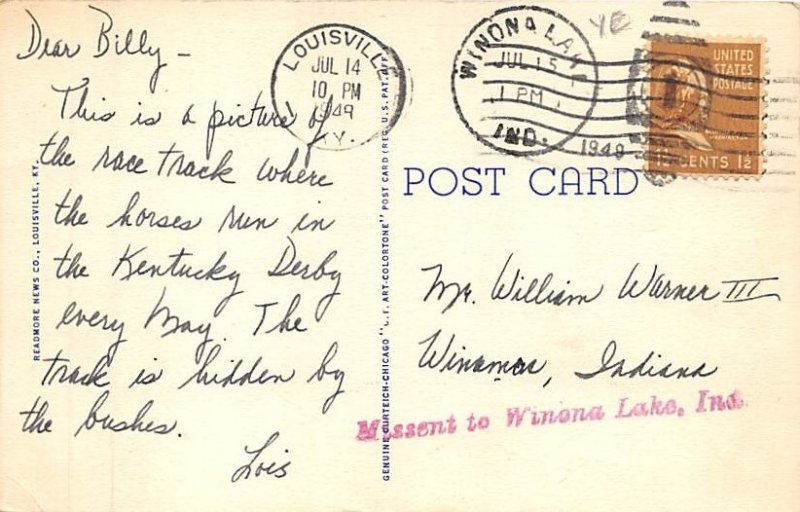 Dear Billy –
This is a picture of
the race track where
the horses run in
the Kentucky Derby
every May. The
track is hidden by
the bushes.
Lois
READMORE NEWS CO., LOUISVILLE, KY.
GENUINE CURTEICH-CHICAGO "C.T. ART-COLORTONE" POST CARD (REG. U.S. PAT. OFF.
LOUISVILLE
JUL 14
10 PM
1949
KY.
WINONA LAKE
JUL 15
1 PM
1949
IND.
YE
UNITED
STATES
POSTAGE
1½ CENTS 1½
POST CARD
Mr. William Warner III
Winamac, Indiana
Missent to Winona Lake, Ind.